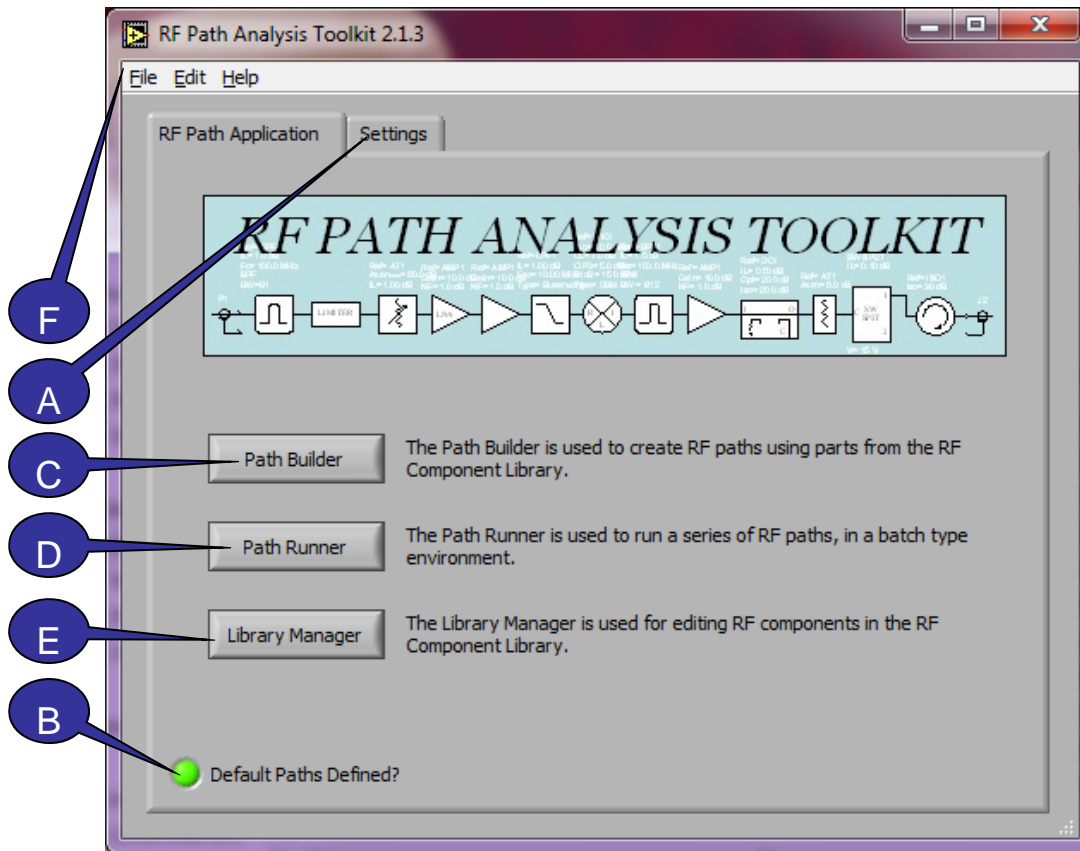 RF Path Analysis Toolkit 2.1.3
File Edit Help
RF Path Application Settings
RF PATH ANALYSIS TOOLKIT
LIMITER
LNA
F
A
C
Path Builder
The Path Builder is used to create RF paths using parts from the RF
Component Library.
D
Path Runner
The Path Runner is used to run a series of RF paths, in a batch type
environment.
E
Library Manager
The Library Manager is used for editing RF components in the RF
Component Library.
B
Default Paths Defined?